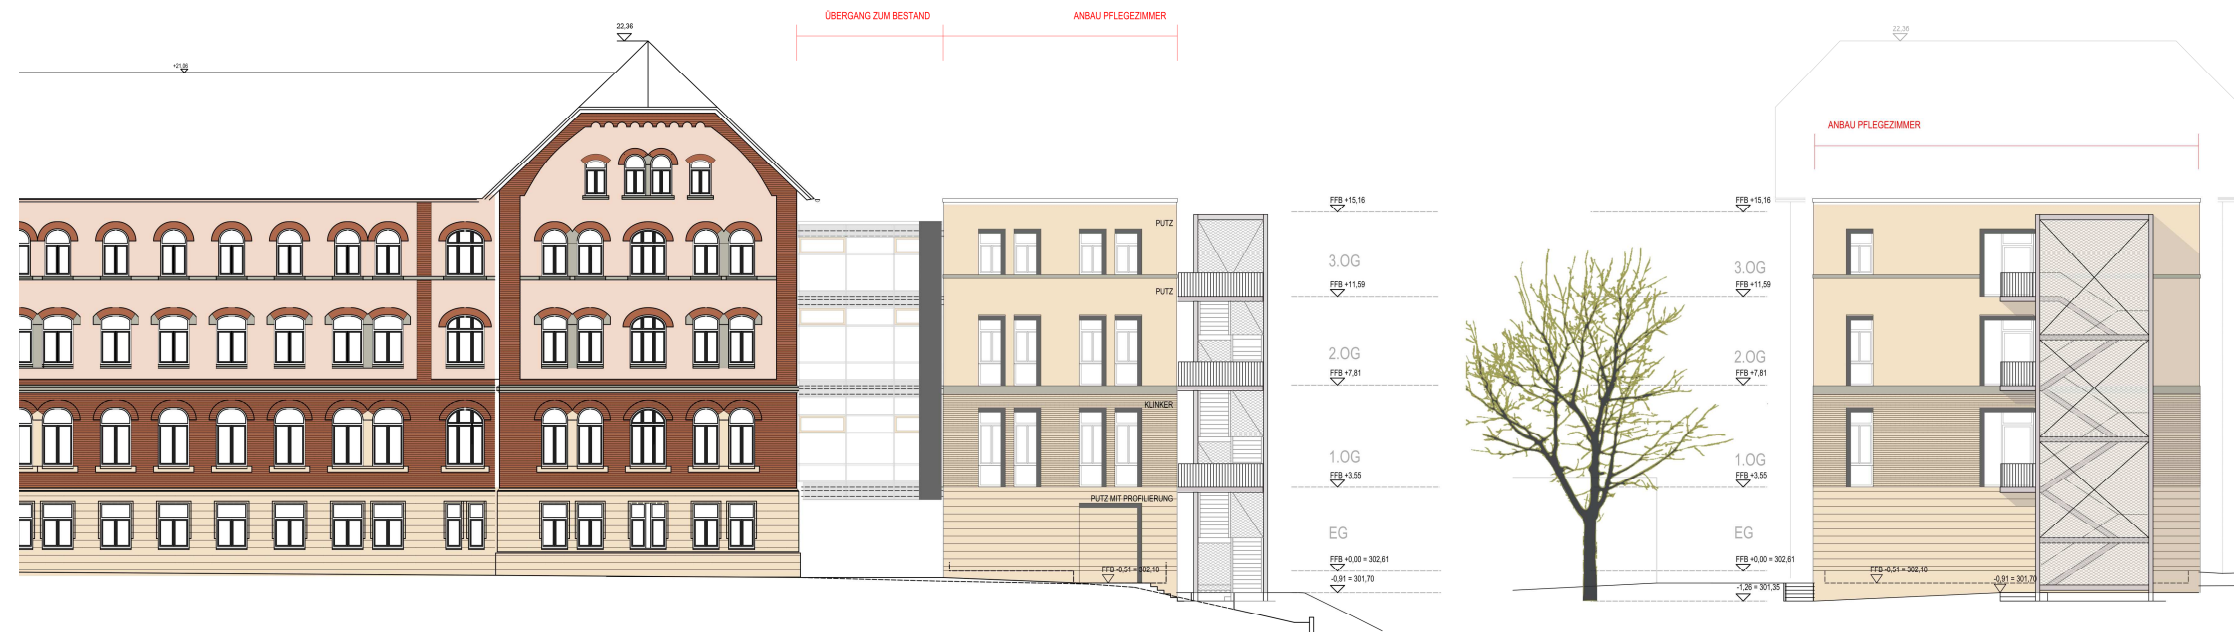 ÜBERGANG ZUM BESTAND
ANBAU PFLEGEZIMMER
22,36
+21,06
PUTZ
PUTZ
KLINKER
PUTZ MIT PROFILIERUNG
FFB -0,51 = 302,10
FFB +15,16
3.OG
FFB +11,59
2.OG
FFB +7,81
1.OG
FFB +3,55
EG
FFB +0,00 = 302,61
-0,91 = 301,70
22,36
ANBAU PFLEGEZIMMER
FFB +15,16
3.OG
FFB +11,59
2.OG
FFB +7,81
1.OG
FFB +3,55
EG
FFB +0,00 = 302,61
-1,26 = 301,35
FFB -0,51 = 302,10
-0,91 = 301,70